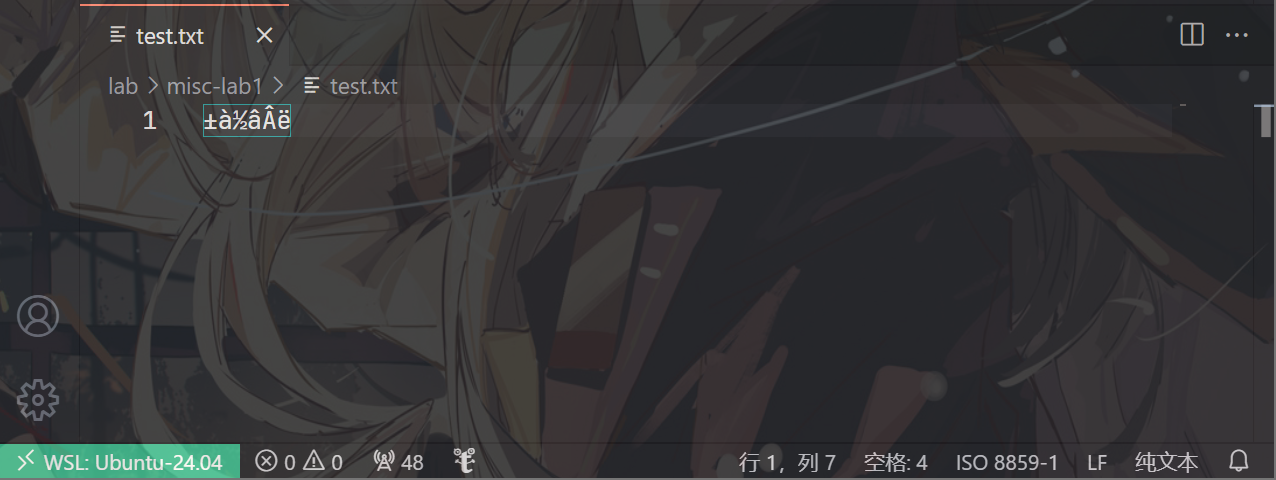 test.txt
lab > misc-lab1 > test.txt
1 ±à½âÂë
WSL: Ubuntu-24.04 0 0 48 行 1，列 7 空格: 4 ISO 8859-1 LF 纯文本